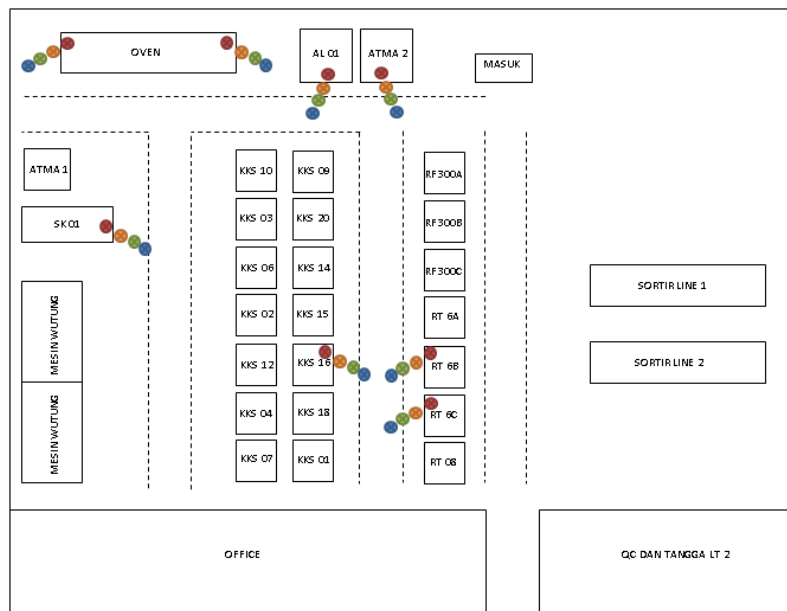 OVEN
AL 01
ATMA 2
MASUK
ATMA 1
KKS 10
KKS 09
RF300A
SK01
KKS 03
KKS 20
RF300B
KKS 06
KKS 14
RF300C
SORTIR LINE 1
MESIN WUTUNG
KKS 02
KKS 15
RT 6A
KKS 12
KKS 16
RT 6B
SORTIR LINE 2
MESIN WUTUNG
KKS 04
KKS 18
RT 6C
KKS 07
KKS 01
RT 08
OFFICE
QC DAN TANGGA LT 2